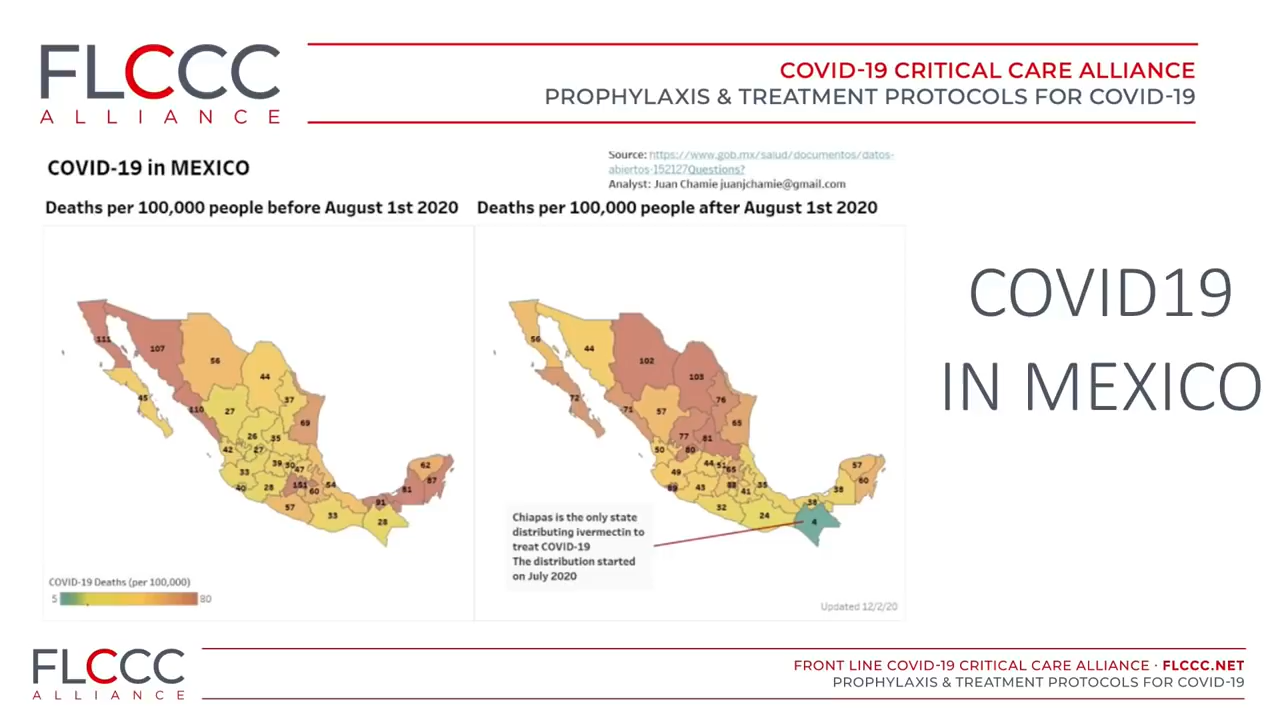 FLCCC
ALLIANCE
COVID-19 CRITICAL CARE ALLIANCE
PROPHYLAXIS & TREATMENT PROTOCOLS FOR COVID-19
COVID-19 in MEXICO
Source: https://www.gob.mx/salud/documentos/datos-
abiertos-152127Questions?
Analyst: Juan Chamie juanjchamie@gmail.com
Deaths per 100,000 people before August 1st 2020
Deaths per 100,000 people after August 1st 2020
COVID19
IN MEXICO
111
107
56
44
37
45
110
27
69
26
35
42
27
39
30
47
33
40
28
151
60
54
57
33
91
81
62
87
28
56
44
102
103
76
72
71
57
65
77
81
50
80
49
44
51
65
43
41
35
32
24
38
38
57
60
4
Chiapas is the only state
distributing ivermectin to
treat COVID-19
The distribution started
on July 2020
COVID-19 Deaths (per 100,000)
5
80
Updated 12/2/20
FLCCC
ALLIANCE
FRONT LINE COVID-19 CRITICAL CARE ALLIANCE · FLCCC.NET
PROPHYLAXIS & TREATMENT PROTOCOLS FOR COVID-19